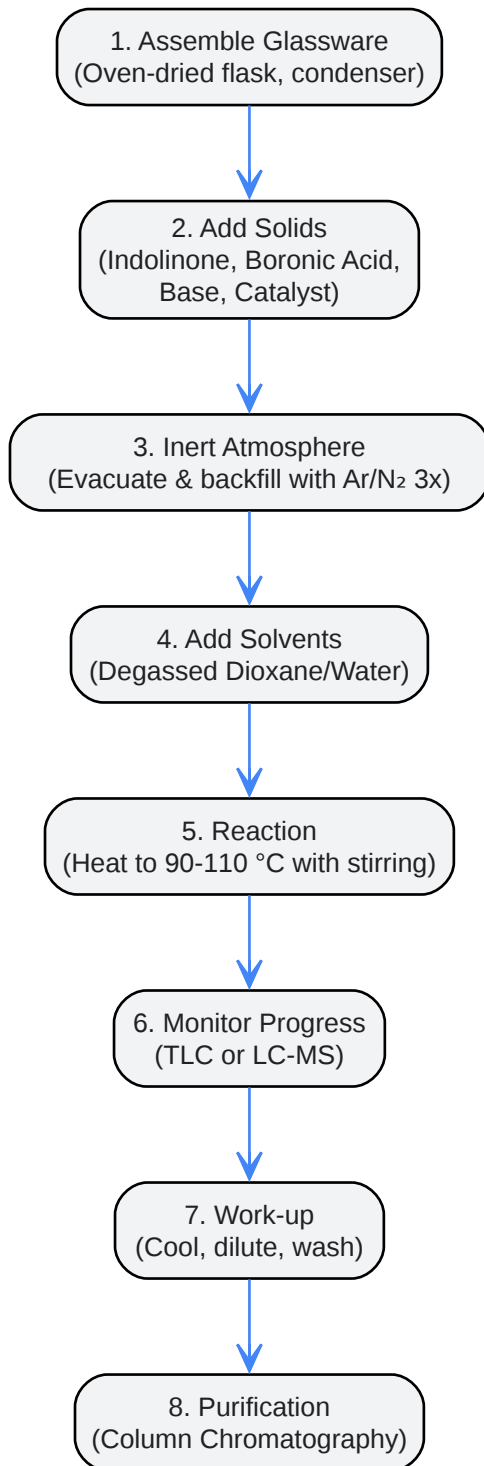 1. Assemble Glassware
(Oven-dried flask, condenser)
2. Add Solids
(Indolinone, Boronic Acid,
Base, Catalyst)
3. Inert Atmosphere
(Evacuate & backfill with Ar/N₂ 3x)
4. Add Solvents
(Degassed Dioxane/Water)
5. Reaction
(Heat to 90-110 °C with stirring)
6. Monitor Progress
(TLC or LC-MS)
7. Work-up
(Cool, dilute, wash)
8. Purification
(Column Chromatography)